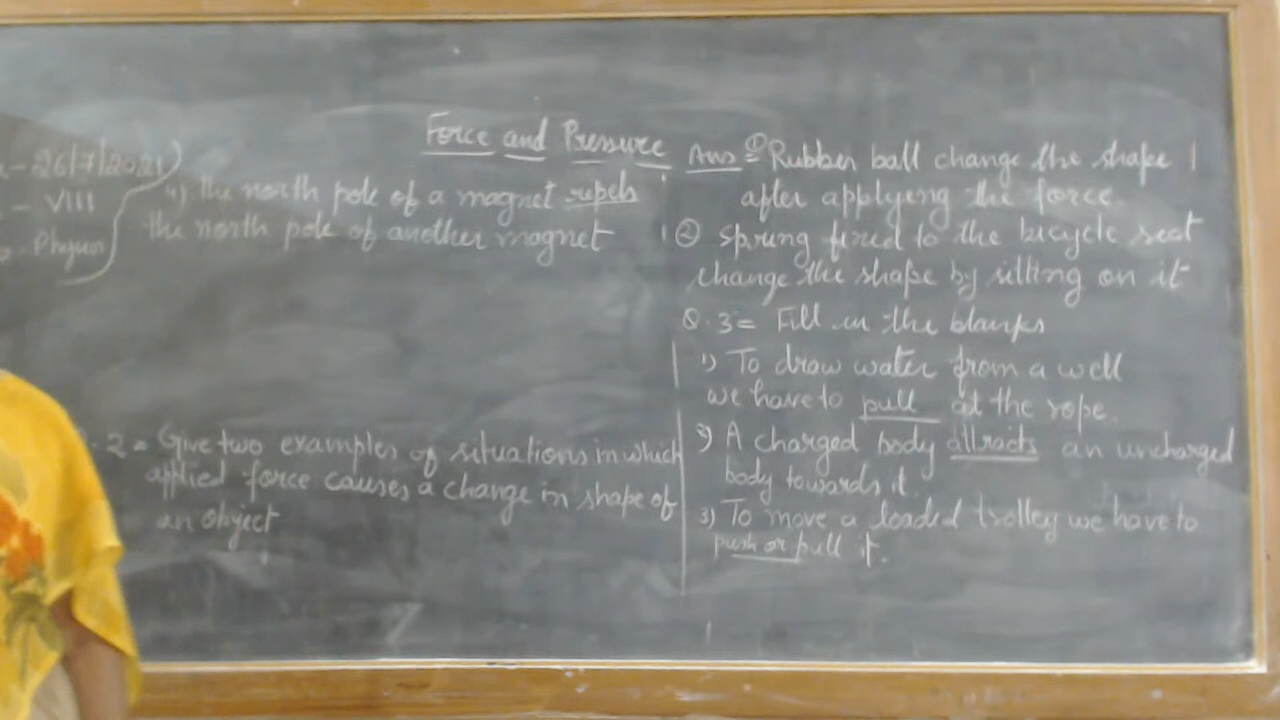 Force and Pressure
26/7/2021
VIII
4) the north pole of a magnet repels
the north pole of another magnet
2 = Give two examples of situations in which
applied force causes a change in shape of
an object
Ans = ① Rubber ball change the shape
after applyeng the force.
② spring fixed to the bicycle seat
change the shape by sitting on it
Q.3 = Fill in the blanks
1) To draw water from a well
we have to pull at the rope.
2) A charged body attracts an uncharged
body towards it.
3) To move a loaded trolley we have to
push or pull it.